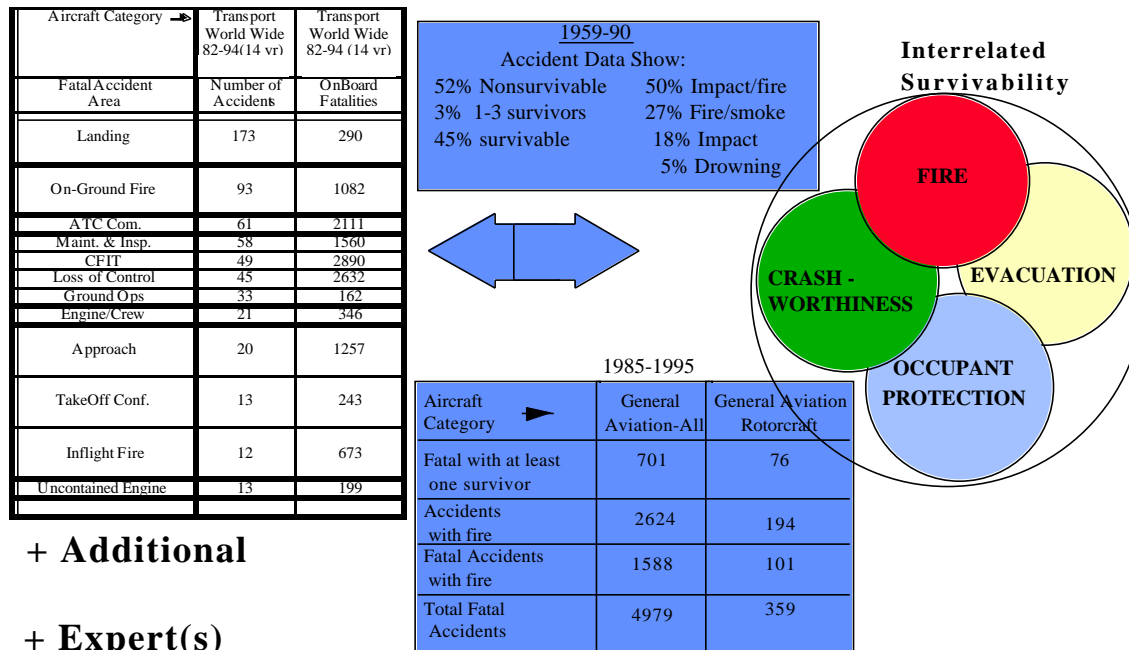 Aircraft Category
Transport World Wide 82-94(14 yr)
Transport World Wide 82-94 (14 yr)
Fatal Accident Area
Number of Accidents
OnBoard Fatalities
Landing 173 290
On-Ground Fire 93 1082
ATC Com. 61 2111
Maint. & Insp. 58 1560
CFIT 49 2890
Loss of Control 45 2632
Ground Ops 33 162
Engine/Crew 21 346
Approach 20 1257
TakeOff Conf. 13 243
Inflight Fire 12 673
Uncontained Engine 13 199
+ Additional
+ Expert(s)
1959-90
Accident Data Show:
52% Nonsurvivable 50% Impact/fire
3% 1-3 survivors 27% Fire/smoke
45% survivable 18% Impact
5% Drowning
1985-1995
Aircraft Category
General Aviation-All
General Aviation Rotorcraft
Fatal with at least one survivor 701 76
Accidents with fire 2624 194
Fatal Accidents with fire 1588 101
Total Fatal Accidents 4979 359
Interrelated
Survivability
FIRE
EVACUATION
CRASH -
WORTHINESS
OCCUPANT
PROTECTION